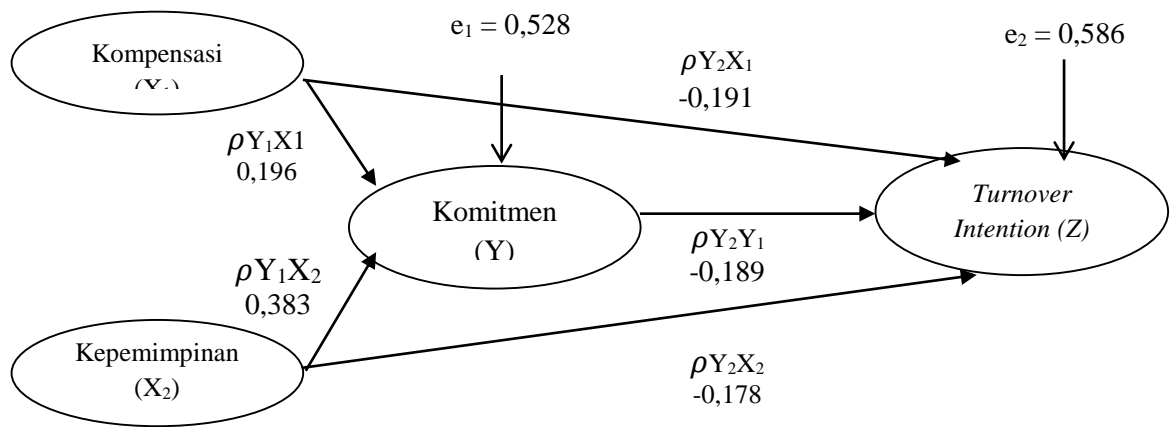 Kompensasi
(X₁)
e₁ = 0,528
e₂ = 0,586
𝜌Y₂X₁
-0,191
𝜌Y₁X1
0,196
Komitmen
(Y)
Turnover
Intention (Z)
𝜌Y₂Y₁
-0,189
𝜌Y₁X₂
0,383
Kepemimpinan
(X₂)
𝜌Y₂X₂
-0,178